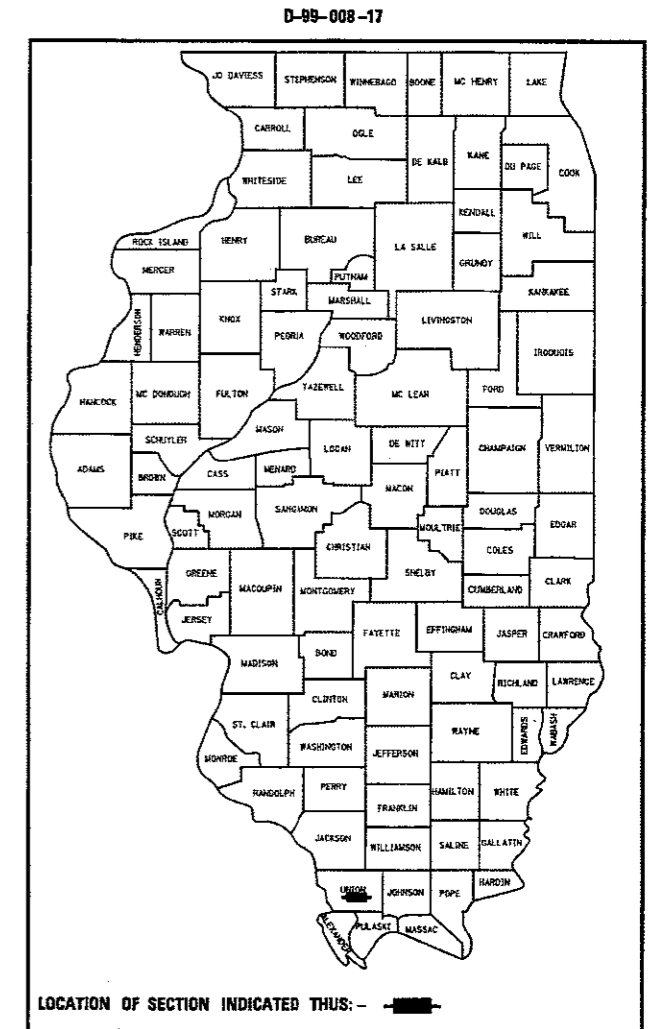 D-99-008-17
JO DAVIESS STEPHENSON WINNEBAGO BOONE MC HENRY LAKE
CARROLL OGLE DE KALB KANE DU PAGE COOK
WHITESIDE LEE
KENDALL
ROCK ISLAND HENRY BUREAU LA SALLE WILL
MERCER PUTNAM GRUNDY
STARK MARSHALL KANKAKEE
HENDERSON WARREN KNOX PEORIA WOODFORD LIVINGSTON IROQUOIS
HANCOCK MC DONOUGH FULTON TAZEWELL MC LEAN FORD
MASON
SCHUYLER LOGAN DE WITT CHAMPAIGN VERMILION
ADAMS BROWN CASS MENARD MACON PIATT
MORGAN SANGAMON DOUGLAS
PIKE SCOTT CHRISTIAN MOULTRIE COLES EDGAR
GREENE MACOUPIN MONTGOMERY SHELBY CUMBERLAND CLARK
CALHOUN JERSEY
FAYETTE EFFINGHAM JASPER CRAWFORD
MADISON BOND
CLAY RICHLAND LAWRENCE
CLINTON MARION
ST. CLAIR WAYNE EDWARDS WABASH
MONROE WASHINGTON JEFFERSON
RANDOLPH PERRY HAMILTON WHITE
FRANKLIN
JACKSON WILLIAMSON SALINE GALLATIN
UNION JOHNSON POPE HARDIN
ALEXANDER PULASKI MASSAC
LOCATION OF SECTION INDICATED THUS: -